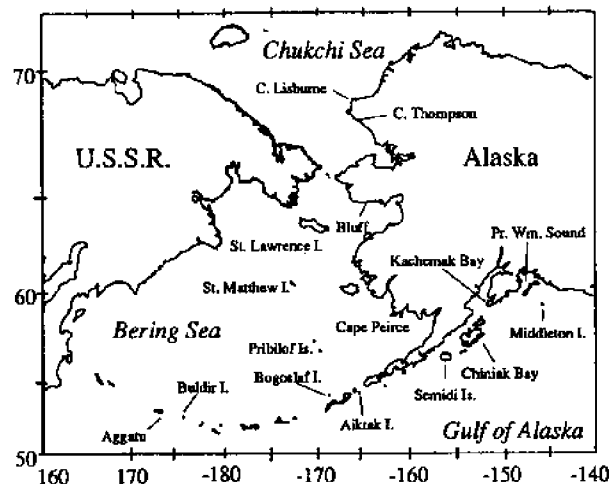 Chukchi Sea
70
C. Lisburne
C. Thompson
U.S.S.R.
Alaska
Bluff
Pr. Wm. Sound
St. Lawrence I.
Kachemak Bay
St. Matthew I.
60
Bering Sea
Cape Peirce
Middleton I.
Pribilof Is.
Chiniak Bay
Buldir I.
Bogoslof I.
Semidi Is.
Aiktak I.
Aggatu
Gulf of Alaska
50
160
170
-180
-170
-160
-150
-140